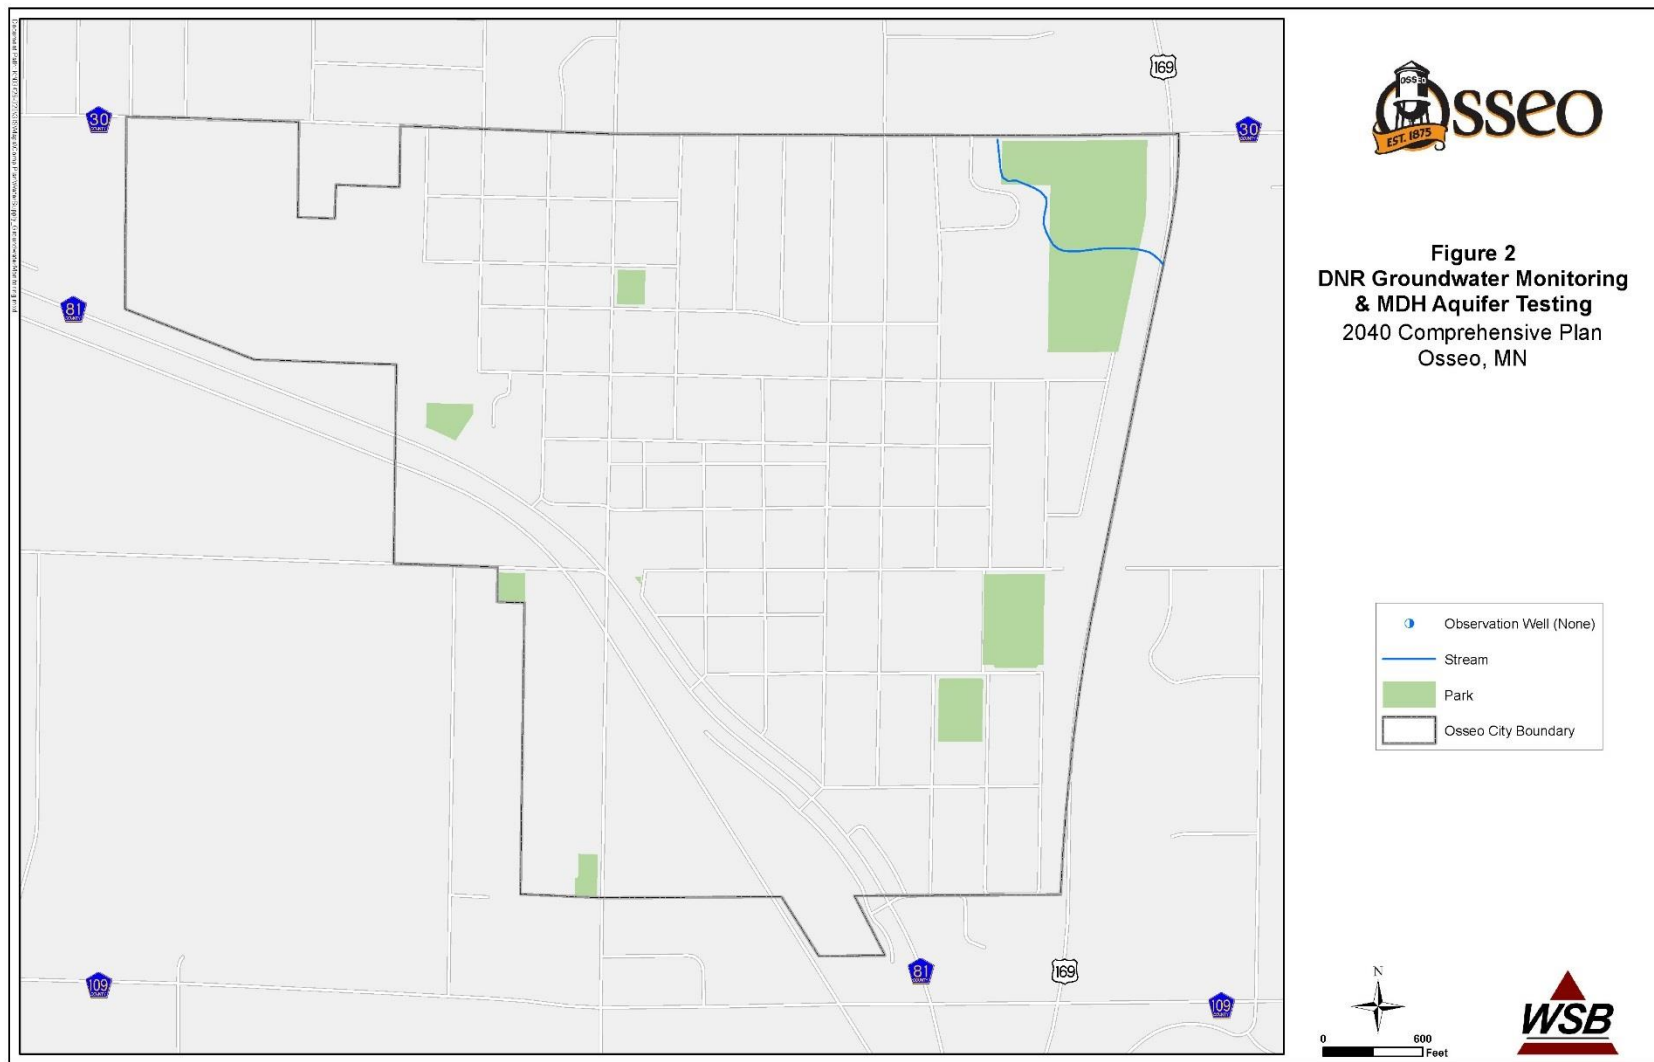 169
30
30
81
81
169
109
109
OSSEO
OSSEO
EST. 1875
Figure 2
DNR Groundwater Monitoring
& MDH Aquifer Testing
2040 Comprehensive Plan
Osseo, MN
Observation Well (None)
Stream
Park
Osseo City Boundary
N
0 600
Feet
WSB